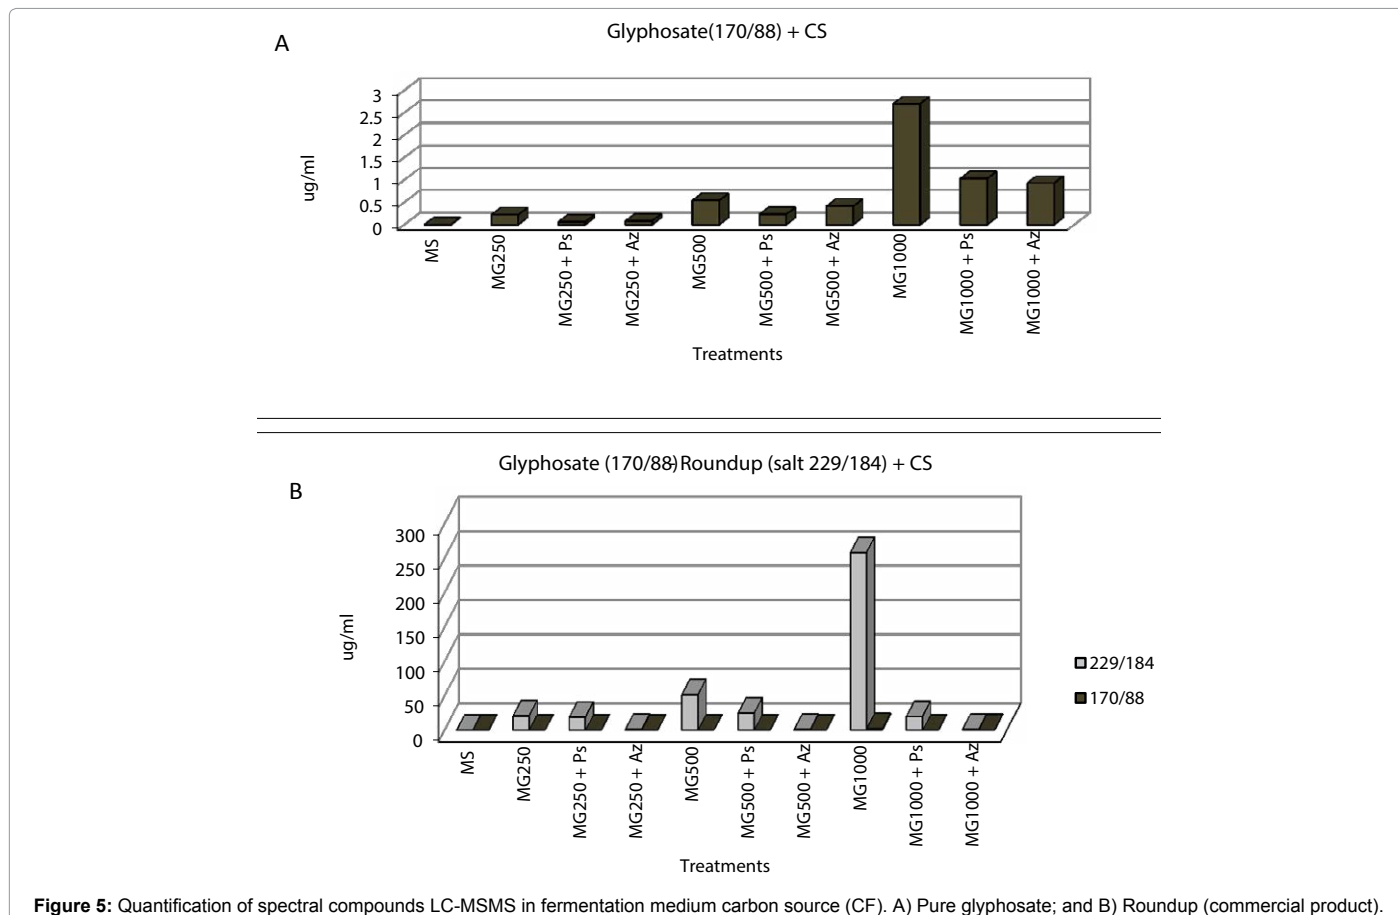 A
Glyphosate(170/88) + CS
3
2.5
2
1.5
1
0.5
0
ug/ml
MS
MG250
MG250 + Ps
MG250 + Az
MG500
MG500 + Ps
MG500 + Az
MG1000
MG1000 + Ps
MG1000 + Az
Treatments
Glyphosate (170/88)Roundup (salt 229/184) + CS
B
300
250
200
150
100
50
0
ug/ml
229/184
170/88
MS
MG250
MG250 + Ps
MG250 + Az
MG500
MG500 + Ps
MG500 + Az
MG1000
MG1000 + Ps
MG1000 + Az
Treatments
Figure 5: Quantification of spectral compounds LC-MSMS in fermentation medium carbon source (CF). A) Pure glyphosate; and B) Roundup (commercial product).